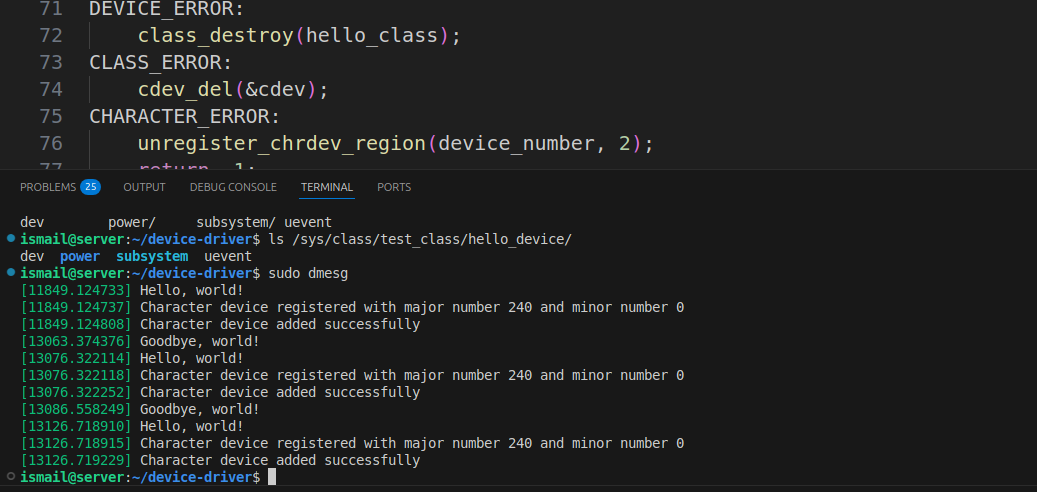 71 DEVICE_ERROR:
72     class_destroy(hello_class);
73 CLASS_ERROR:
74     cdev_del(&cdev);
75 CHARACTER_ERROR:
76     unregister_chrdev_region(device_number, 2);
77     return -1;
PROBLEMS 25 OUTPUT DEBUG CONSOLE TERMINAL PORTS
dev        power/     subsystem/ uevent
ismail@server:~/device-driver$ ls /sys/class/test_class/hello_device/
dev  power  subsystem  uevent
ismail@server:~/device-driver$ sudo dmesg
[11849.124733] Hello, world!
[11849.124737] Character device registered with major number 240 and minor number 0
[11849.124808] Character device added successfully
[13063.374376] Goodbye, world!
[13076.322114] Hello, world!
[13076.322118] Character device registered with major number 240 and minor number 0
[13076.322252] Character device added successfully
[13086.558249] Goodbye, world!
[13126.718910] Hello, world!
[13126.718915] Character device registered with major number 240 and minor number 0
[13126.719229] Character device added successfully
ismail@server:~/device-driver$